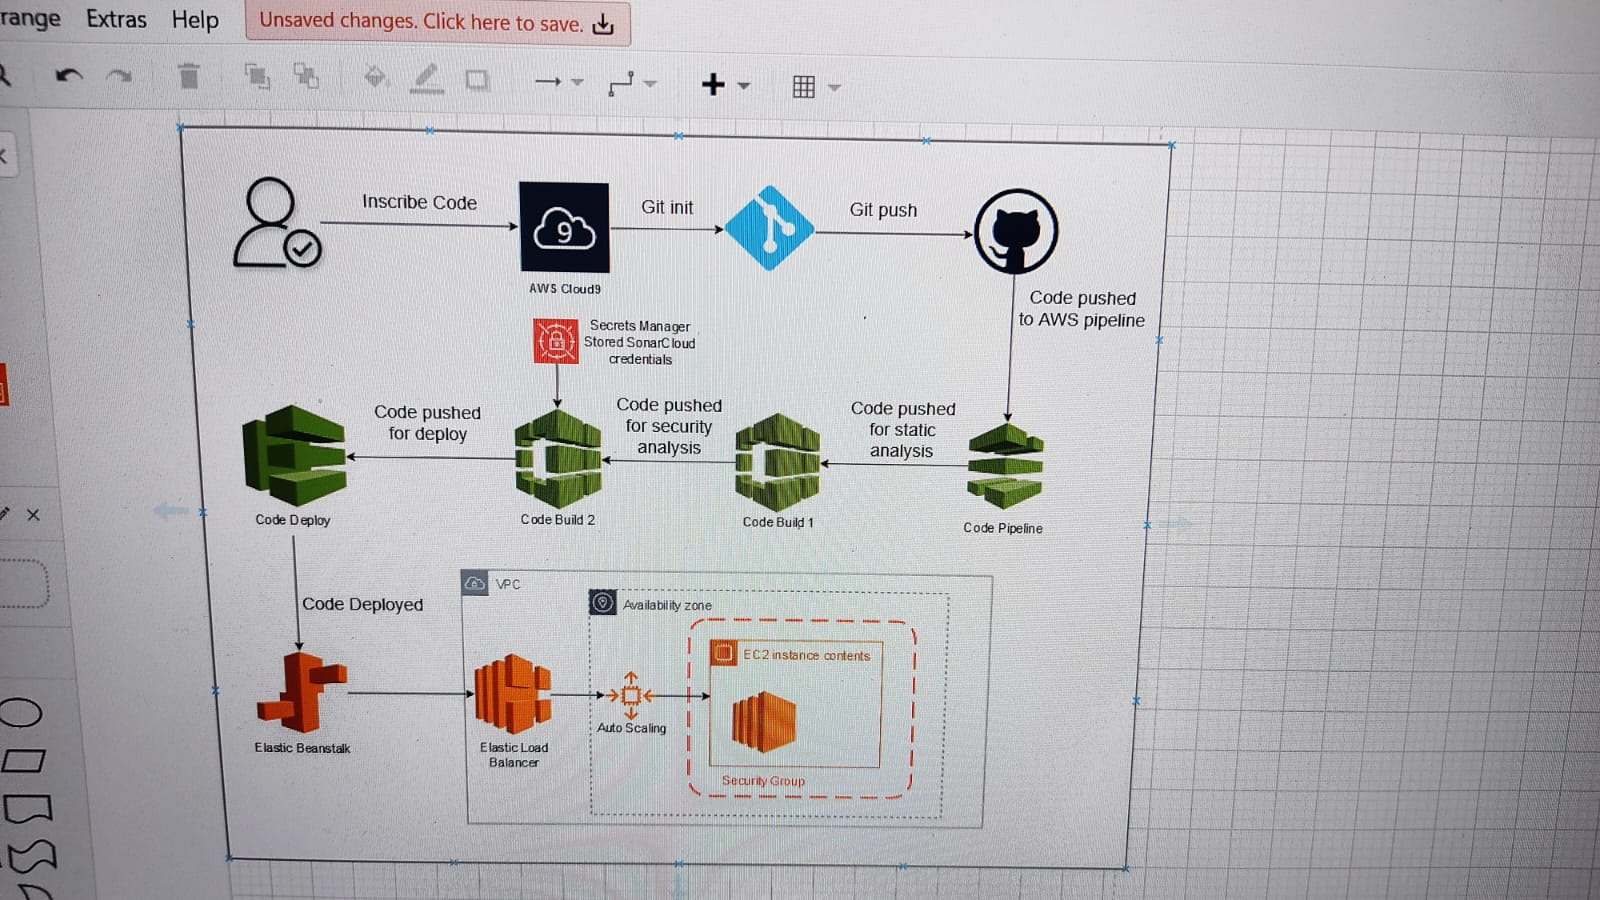 range Extras Help Unsaved changes. Click here to save.
Inscribe Code
Git init
Git push
9
AWS Cloud9
Code pushed
to AWS pipeline
Secrets Manager
Stored SonarCloud
credentials
Code pushed
for deploy
Code pushed
for security
analysis
Code pushed
for static
analysis
Code Deploy
Code Build 2
Code Build 1
Code Pipeline
Code Deployed
VPC
Availability zone
EC2 instance contents
Auto Scaling
Elastic Beanstalk
Elastic Load
Balancer
Security Group